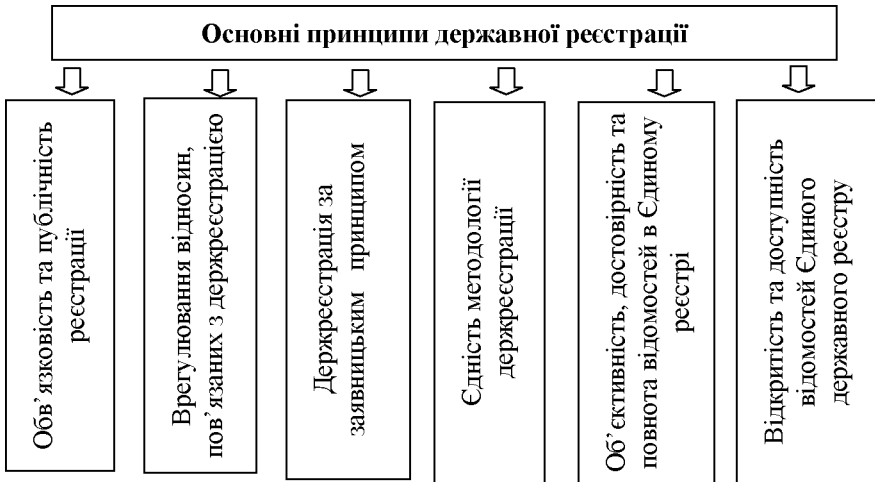 Основні принципи державної реєстрації
Обв’язковість та публічність
реєстрації
Врегулювання відносин,
пов’язаних з держреєстрацією
Держреєстрація за
заявницьким принципом
Єдність методології
держреєстрації
Об’єктивність, достовірність та
повнота відомостей в Єдиному
реєстрі
Відкритість та доступність
відомостей Єдиного
державного реєстру